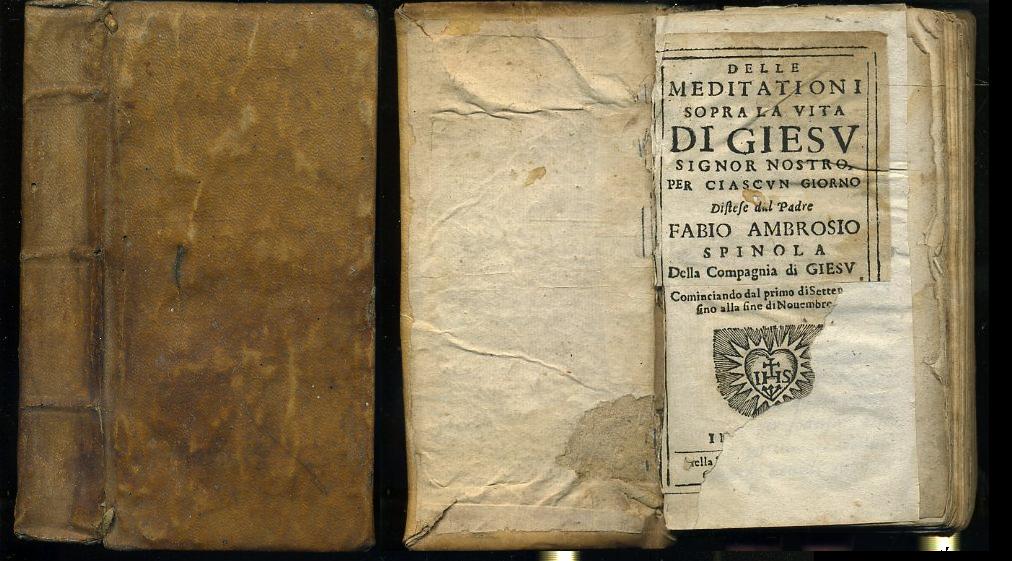 DELLE
MEDITATIONI
SOPRA LA VITA
DI GIESV
SIGNOR NOSTRO,
PER CIASCVN GIORNO
Distese dal Padre
FABIO AMBROSIO
SPINOLA
Della Compagnia di GIESV.
Cominciando dal primo di Settem
sino alla fine di Nouembre
IHS